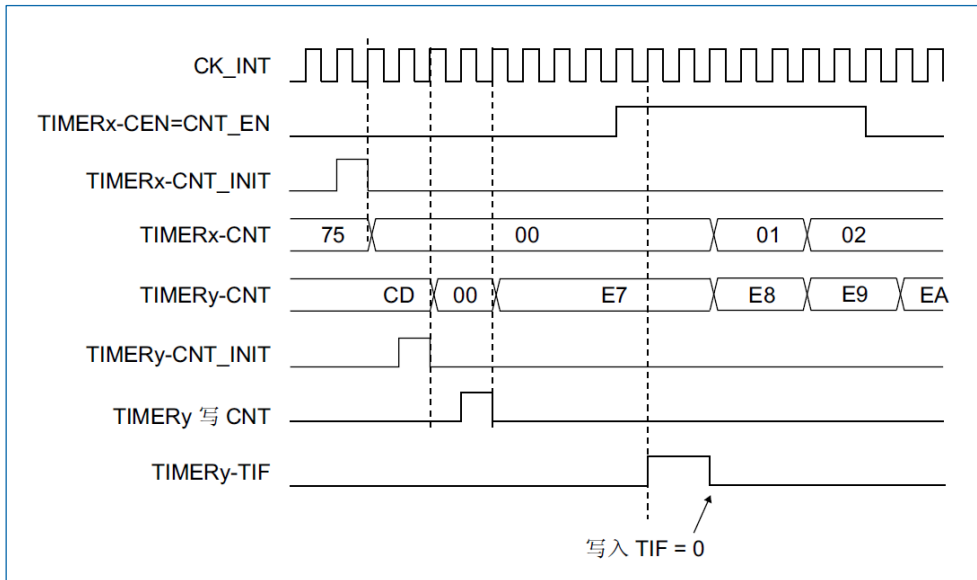 CK_INT
TIMERx-CEN=CNT_EN
TIMERx-CNT_INIT
TIMERx-CNT 75 00 01 02
TIMERy-CNT CD 00 E7 E8 E9 EA
TIMERy-CNT_INIT
TIMERy 写 CNT
TIMERy-TIF
写入 TIF = 0